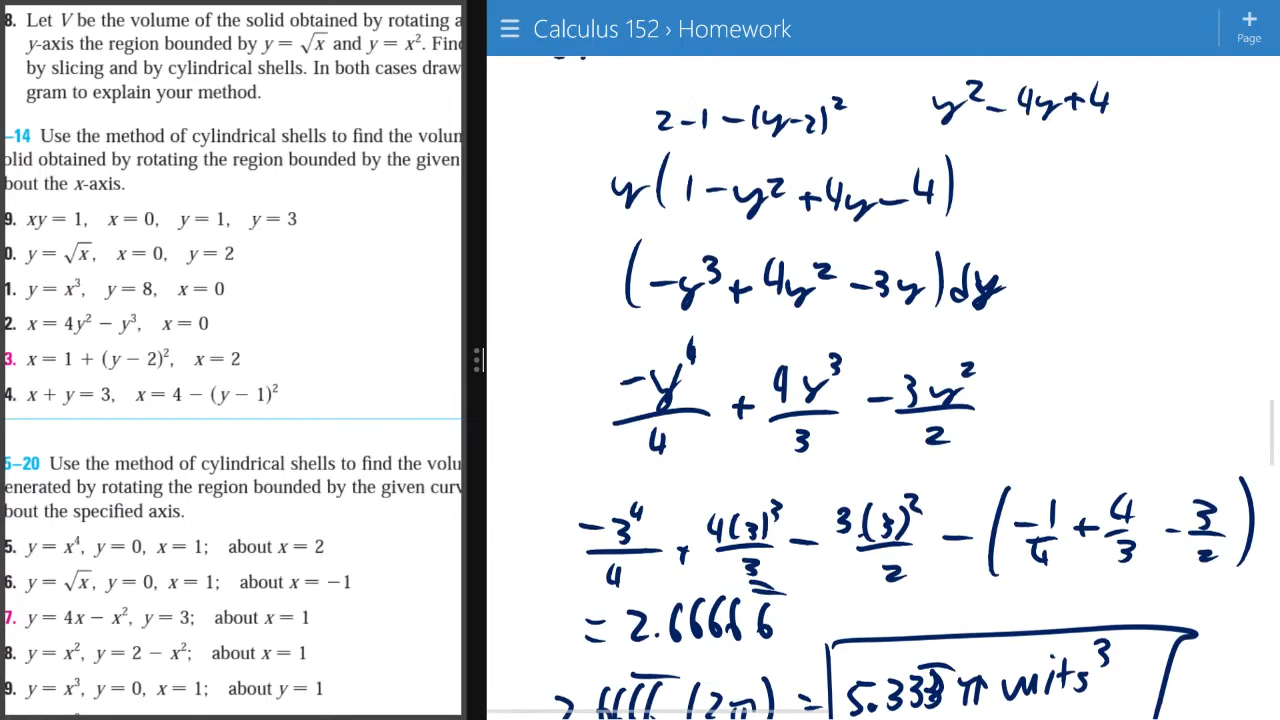 8. Let V be the volume of the solid obtained by rotating a
y-axis the region bounded by y = √x and y = x². Find
by slicing and by cylindrical shells. In both cases draw
gram to explain your method.
–14 Use the method of cylindrical shells to find the volun
olid obtained by rotating the region bounded by the given
bout the x-axis.
9. xy = 1, x = 0, y = 1, y = 3
0. y = √x, x = 0, y = 2
1. y = x³, y = 8, x = 0
2. x = 4y² − y³, x = 0
3. x = 1 + (y − 2)², x = 2
4. x + y = 3, x = 4 − (y − 1)²
5–20 Use the method of cylindrical shells to find the volu
enerated by rotating the region bounded by the given curv
bout the specified axis.
5. y = x⁴, y = 0, x = 1; about x = 2
6. y = √x, y = 0, x = 1; about x = −1
7. y = 4x − x², y = 3; about x = 1
8. y = x², y = 2 − x²; about x = 1
9. y = x³, y = 0, x = 1; about y = 1
Calculus 152 › Homework
Page
2 − 1 − (y−2)² y² − 4y + 4
y(1 − y² + 4y − 4)
(−y³ + 4y² − 3y)dy
−y⁴/4 + 4y³/3 − 3y²/2
−3⁴/4 + 4(3)³/3 − 3(3)²/2 − (−1/4 + 4/3 − 3/2)
= 2.66666̅
2.6666̅ (2π) = 5.333̅ π units³